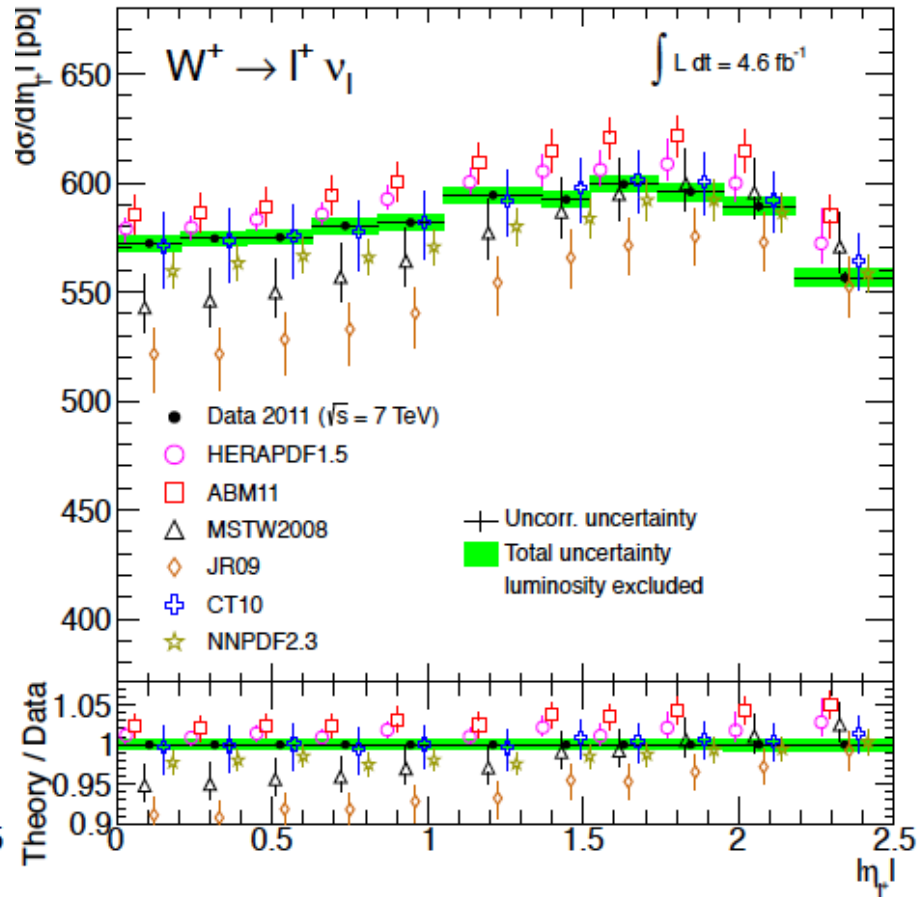 dσ/d|η_{l⁺}| [pb]
W⁺ → l⁺ ν_l
∫ L dt = 4.6 fb⁻¹
650
600
550
500
450
400
Data 2011 (√s = 7 TeV)
HERAPDF1.5
ABM11
MSTW2008
JR09
CT10
NNPDF2.3
Uncorr. uncertainty
Total uncertainty
luminosity excluded
Theory / Data
1.05
1
0.95
0.9
0 0.5 1 1.5 2 2.5
|η_{l⁺}|